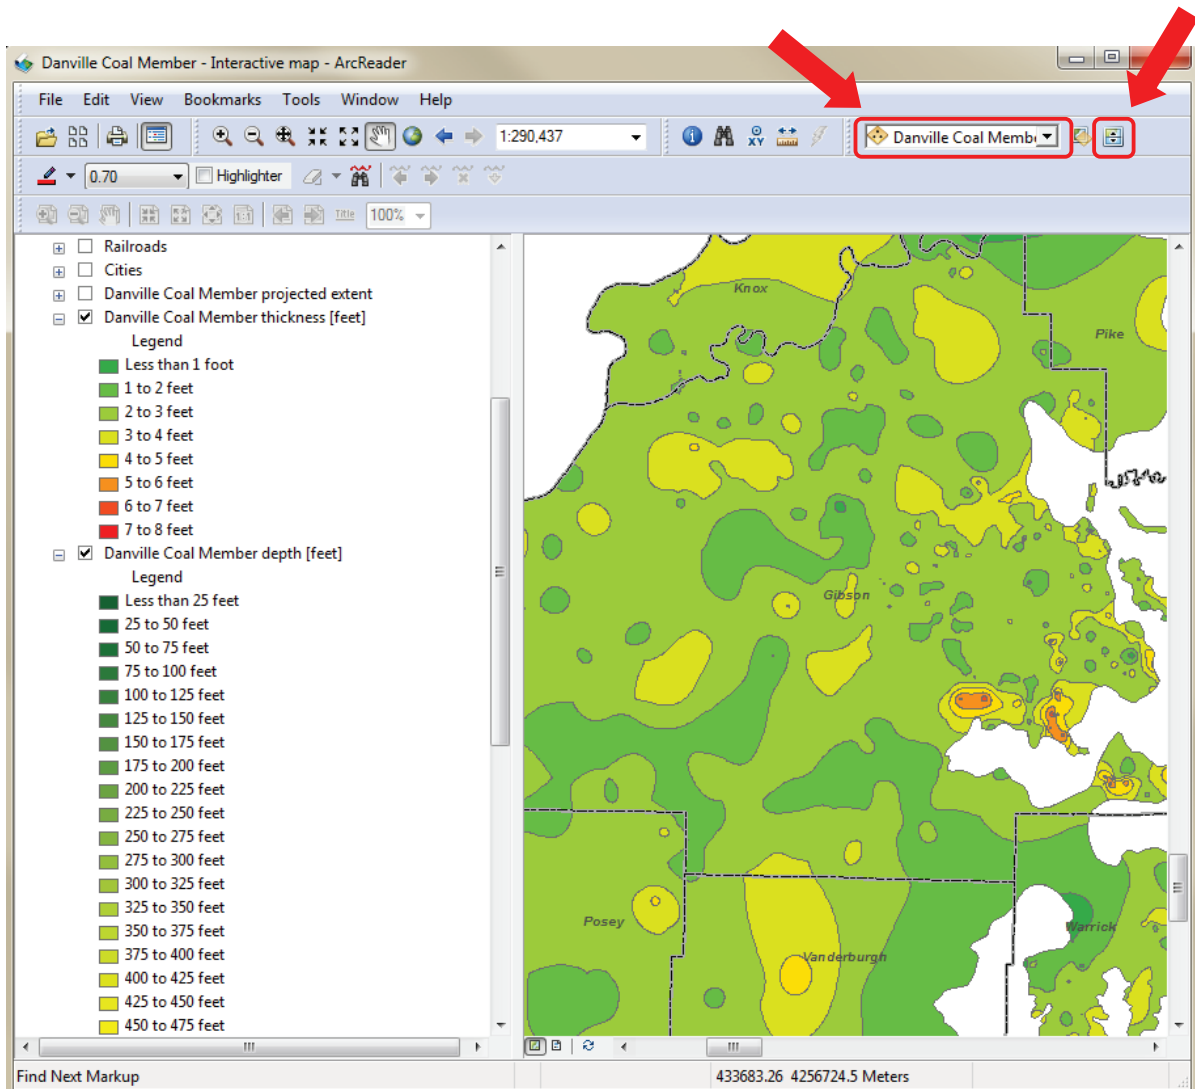 Danville Coal Member - Interactive map - ArcReader
File Edit View Bookmarks Tools Window Help
1:290,437
XY
Danville Coal Membe
0.70 Highlighter
1:1 Title 100%
Railroads
Cities
Danville Coal Member projected extent
Danville Coal Member thickness [feet]
Legend
Less than 1 foot
1 to 2 feet
2 to 3 feet
3 to 4 feet
4 to 5 feet
5 to 6 feet
6 to 7 feet
7 to 8 feet
Danville Coal Member depth [feet]
Legend
Less than 25 feet
25 to 50 feet
50 to 75 feet
75 to 100 feet
100 to 125 feet
125 to 150 feet
150 to 175 feet
175 to 200 feet
200 to 225 feet
225 to 250 feet
250 to 275 feet
275 to 300 feet
300 to 325 feet
325 to 350 feet
350 to 375 feet
375 to 400 feet
400 to 425 feet
425 to 450 feet
450 to 475 feet
Knox
Pike
Gibson
Posey
Vanderburgh
Warrick
Find Next Markup
433683.26 4256724.5 Meters